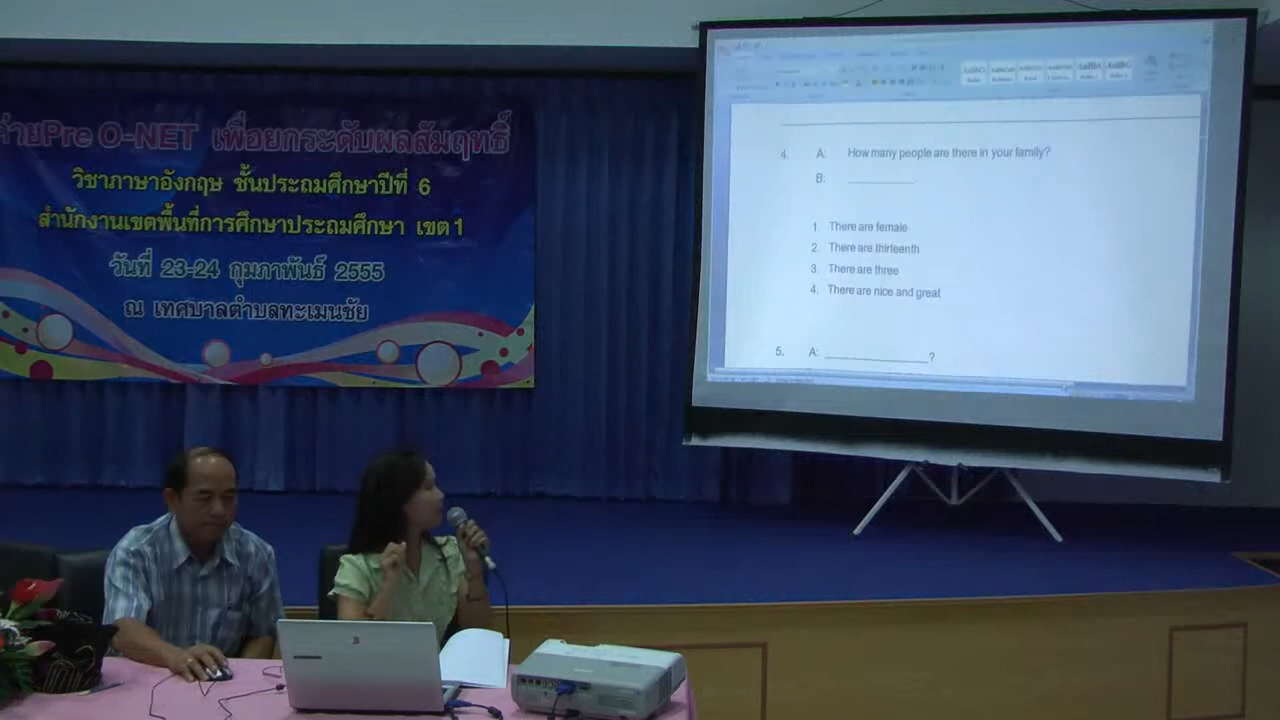 ค่ายPre O-NET เพื่อยกระดับผลสัมฤทธิ์
วิชาภาษาอังกฤษ ชั้นประถมศึกษาปีที่ 6
สำนักงานเขตพื้นที่การศึกษาประถมศึกษา เขต 1
วันที่ 23-24 กุมภาพันธ์ 2555
ณ เทศบาลตำบลทะเมนชัย
4. A: How many people are there in your family?
B: __________
1. There are female
2. There are thirteenth
3. There are three
4. There are nice and great
5. A: ________________?